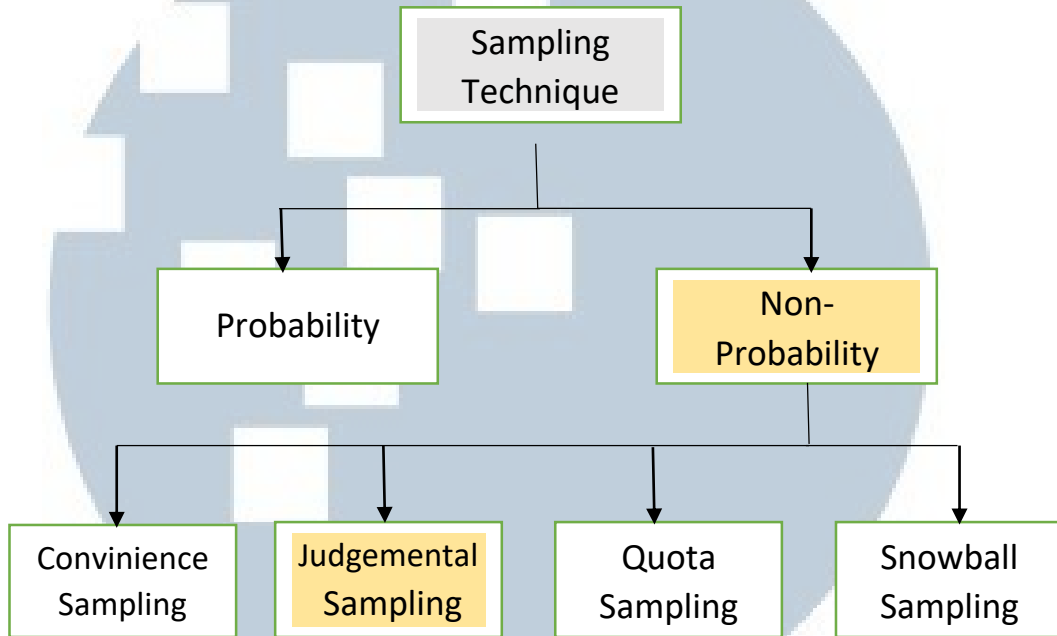 Sampling
Technique
Probability
Non-
Probability
Convinience
Sampling
Judgemental
Sampling
Quota
Sampling
Snowball
Sampling